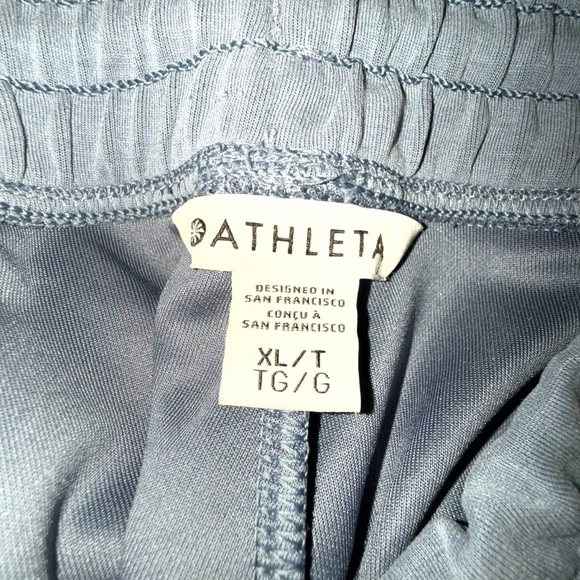 ATHLETA
DESIGNED IN
SAN FRANCISCO
CONÇU À
SAN FRANCISCO
XL/T
TG/G